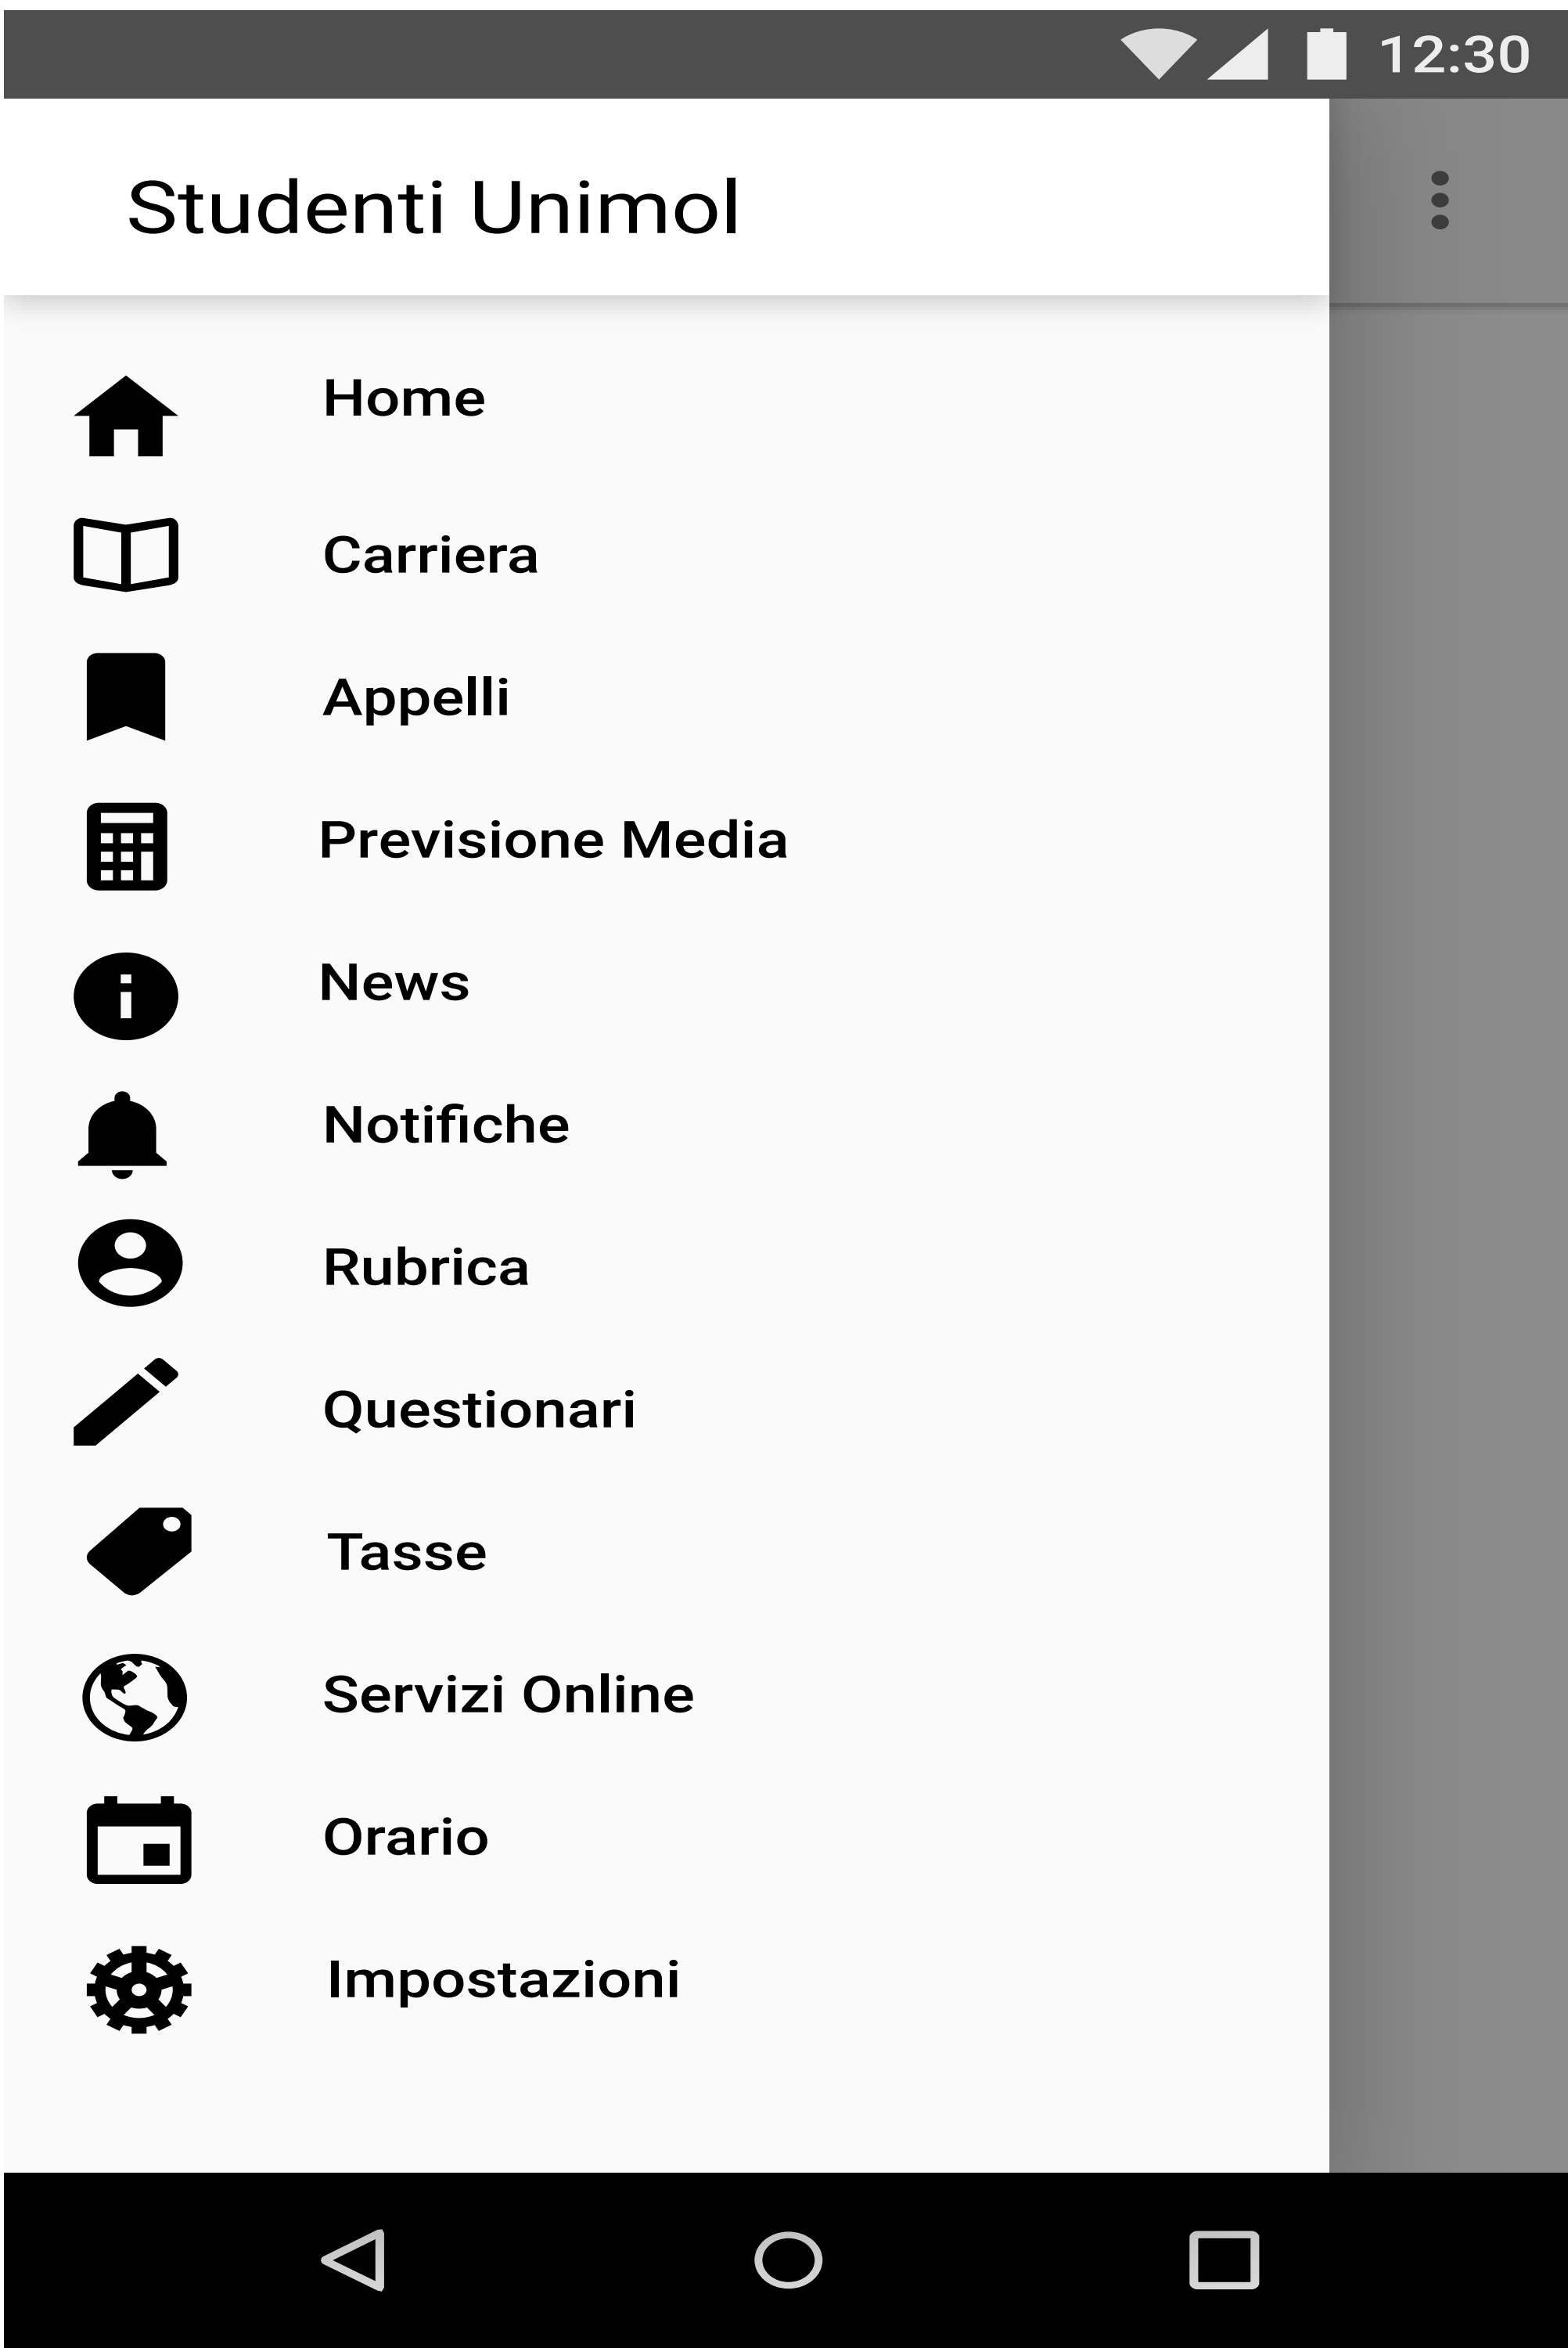 12:30
Studenti Unimol
Home
Carriera
Appelli
Previsione Media
News
Notifiche
Rubrica
Questionari
Tasse
Servizi Online
Orario
Impostazioni